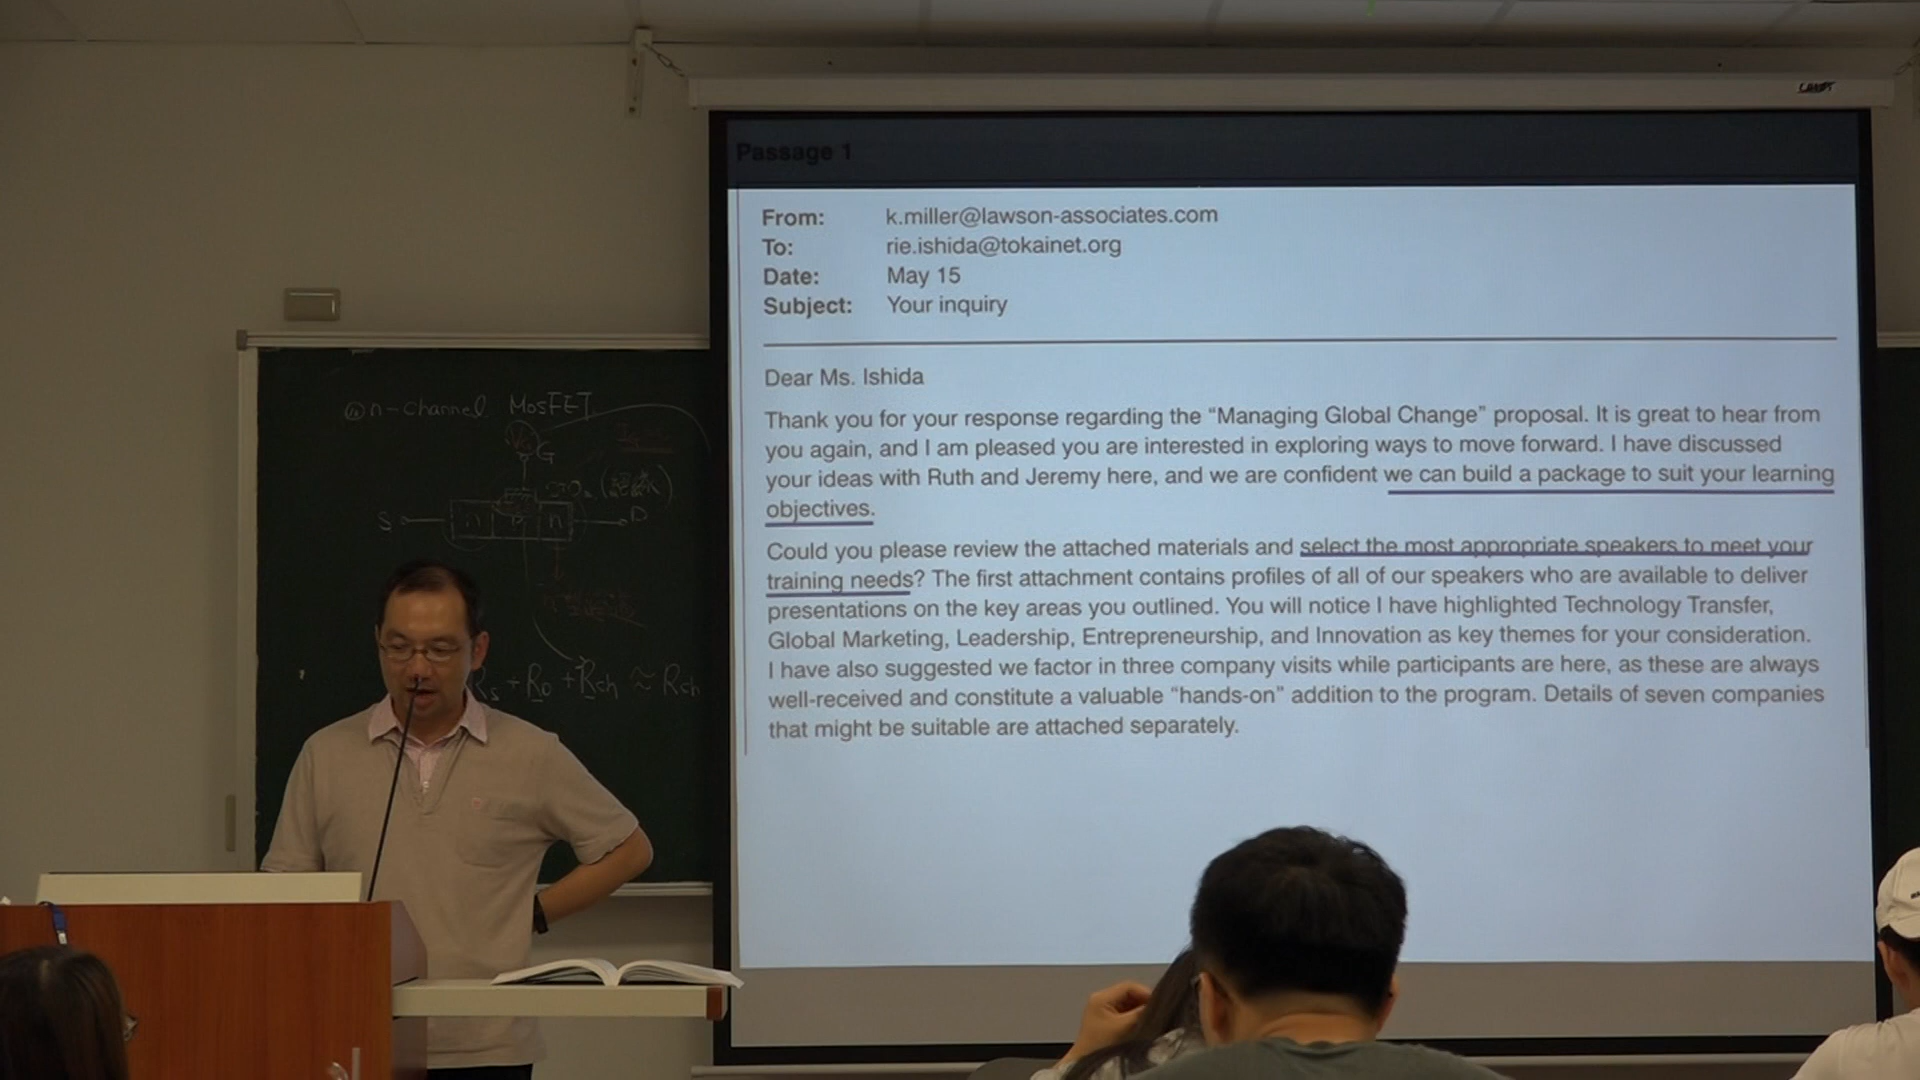 Passage 1
From: k.miller@lawson-associates.com
To: rie.ishida@tokainet.org
Date: May 15
Subject: Your inquiry
Dear Ms. Ishida
Thank you for your response regarding the “Managing Global Change” proposal. It is great to hear from
you again, and I am pleased you are interested in exploring ways to move forward. I have discussed
your ideas with Ruth and Jeremy here, and we are confident we can build a package to suit your learning
objectives.
Could you please review the attached materials and select the most appropriate speakers to meet your
training needs? The first attachment contains profiles of all of our speakers who are available to deliver
presentations on the key areas you outlined. You will notice I have highlighted Technology Transfer,
Global Marketing, Leadership, Entrepreneurship, and Innovation as key themes for your consideration.
I have also suggested we factor in three company visits while participants are here, as these are always
well-received and constitute a valuable “hands-on” addition to the program. Details of seven companies
that might be suitable are attached separately.
n-channel MosFET
G
S n p n D
Rs + RD + Rch ≈ Rch